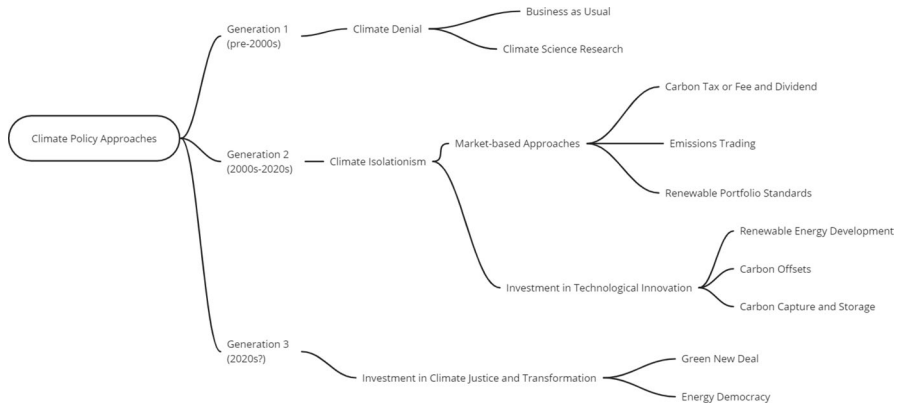 Climate Policy Approaches
Generation 1
(pre-2000s)
Climate Denial
Business as Usual
Climate Science Research
Generation 2
(2000s-2020s)
Climate Isolationism
Market-based Approaches
Carbon Tax or Fee and Dividend
Emissions Trading
Renewable Portfolio Standards
Investment in Technological Innovation
Renewable Energy Development
Carbon Offsets
Carbon Capture and Storage
Generation 3
(2020s?)
Investment in Climate Justice and Transformation
Green New Deal
Energy Democracy